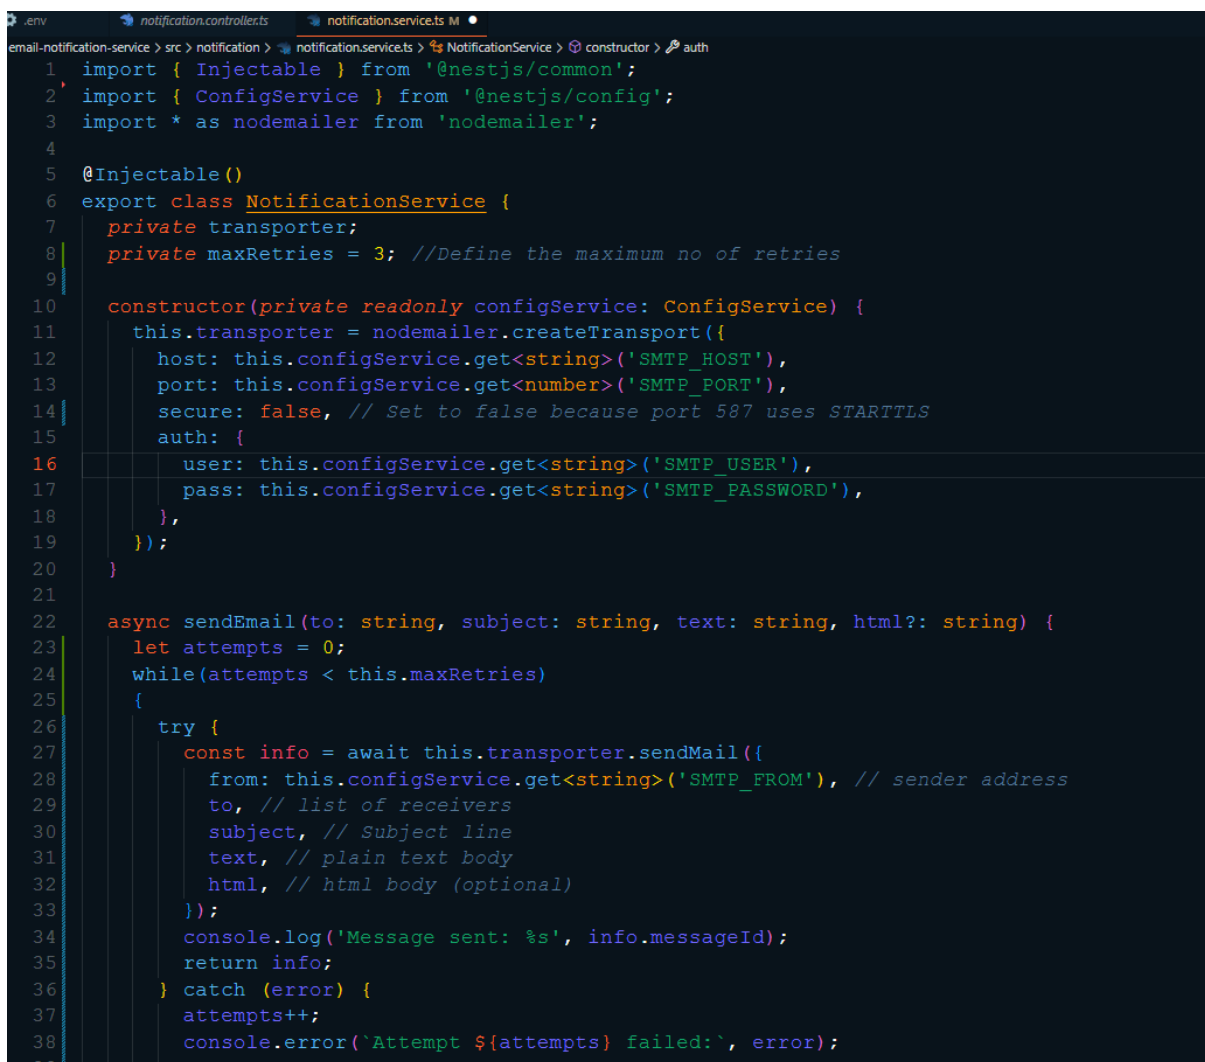 .env notification.controller.ts notification.service.ts M
email-notification-service > src > notification > notification.service.ts > NotificationService > constructor > auth
1 import { Injectable } from '@nestjs/common';
2 import { ConfigService } from '@nestjs/config';
3 import * as nodemailer from 'nodemailer';
4
5 @Injectable()
6 export class NotificationService {
7   private transporter;
8   private maxRetries = 3; //Define the maximum no of retries
9
10   constructor(private readonly configService: ConfigService) {
11     this.transporter = nodemailer.createTransport({
12       host: this.configService.get<string>('SMTP_HOST'),
13       port: this.configService.get<number>('SMTP_PORT'),
14       secure: false, // Set to false because port 587 uses STARTTLS
15       auth: {
16         user: this.configService.get<string>('SMTP_USER'),
17         pass: this.configService.get<string>('SMTP_PASSWORD'),
18       },
19     });
20   }
21
22   async sendEmail(to: string, subject: string, text: string, html?: string) {
23     let attempts = 0;
24     while(attempts < this.maxRetries)
25     {
26       try {
27         const info = await this.transporter.sendMail({
28           from: this.configService.get<string>('SMTP_FROM'), // sender address
29           to, // list of receivers
30           subject, // Subject line
31           text, // plain text body
32           html, // html body (optional)
33         });
34         console.log('Message sent: %s', info.messageId);
35         return info;
36       } catch (error) {
37         attempts++;
38         console.error(`Attempt ${attempts} failed:`, error);